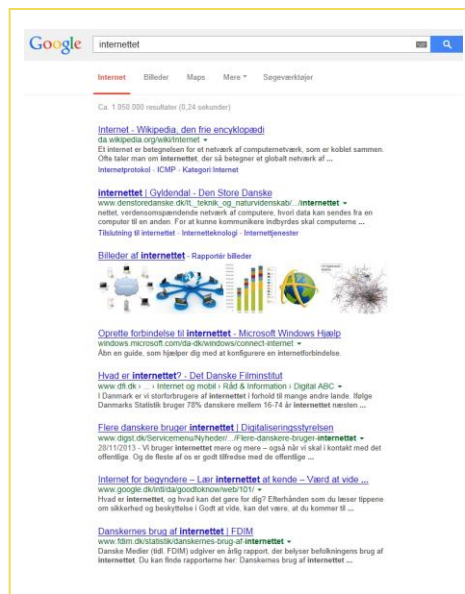 Google internettet
Internet Billeder Maps Mere Søgeværktøjer
Ca. 1 050 000 resultater (0,24 sekunder)
Internet - Wikipedia, den frie encyklopædi
da.wikipedia.org/wiki/Internet
Et internet er betegnelsen for et netværk af computernetværk, som er koblet sammen.
Ofte taler man om internettet, der så betegner et globalt netværk af ...
Internetprotokol - ICMP - Kategori:Internet
internettet | Gyldendal - Den Store Danske
www.denstoredanske.dk/It,_teknik_og_naturvidenskab/.../internettet
nettet, verdensomspændende netværk af computere, hvori data kan sendes fra en
computer til en anden. For at kunne kommunikere indbyrdes skal computerne ...
Tilslutning til internettet - Internetteknologi - Internettjenester
Billeder af internettet - Rapportér billeder
Oprette forbindelse til internettet - Microsoft Windows Hjælp
windows.microsoft.com/da-dk/windows/connect-internet
Åbn en guide, som hjælper dig med at konfigurere en internetforbindelse.
Hvad er internettet? - Det Danske Filminstitut
www.dfi.dk › ... › Internet og mobil › Råd & Information › Digital ABC
I Danmark er vi storforbrugere af internettet i forhold til mange andre lande. Ifølge
Danmarks Statistik bruger 78% danskere mellem 16-74 år internettet næsten ...
Flere danskere bruger internettet | Digitaliseringsstyrelsen
www.digst.dk/Servicemenu/Nyheder/.../Flere-danskere-bruger-internettet
28/11/2013 - Vi bruger internettet mere og mere – også når vi skal i kontakt med det
offentlige. Og de fleste af os er godt tilfredse med de offentlige ...
Internet for begyndere – Lær internettet at kende – Værd at vide ...
www.google.dk/intl/da/goodtoknow/web/101/
Hvad er internettet, og hvad kan det gøre for dig? Efterhånden som du læser tippene
om sikkerhed og beskyttelse i Godt at vide, kan det være, at du kommer til ...
Danskernes brug af internettet | FDIM
www.fdim.dk/statistik/danskernes-brug-af-internettet
Danske Medier (tidl. FDIM) udgiver en årlig rapport, der belyser befolkningens brug af
internettet. Du kan finde rapporterne her: Danskernes brug af internettet ...